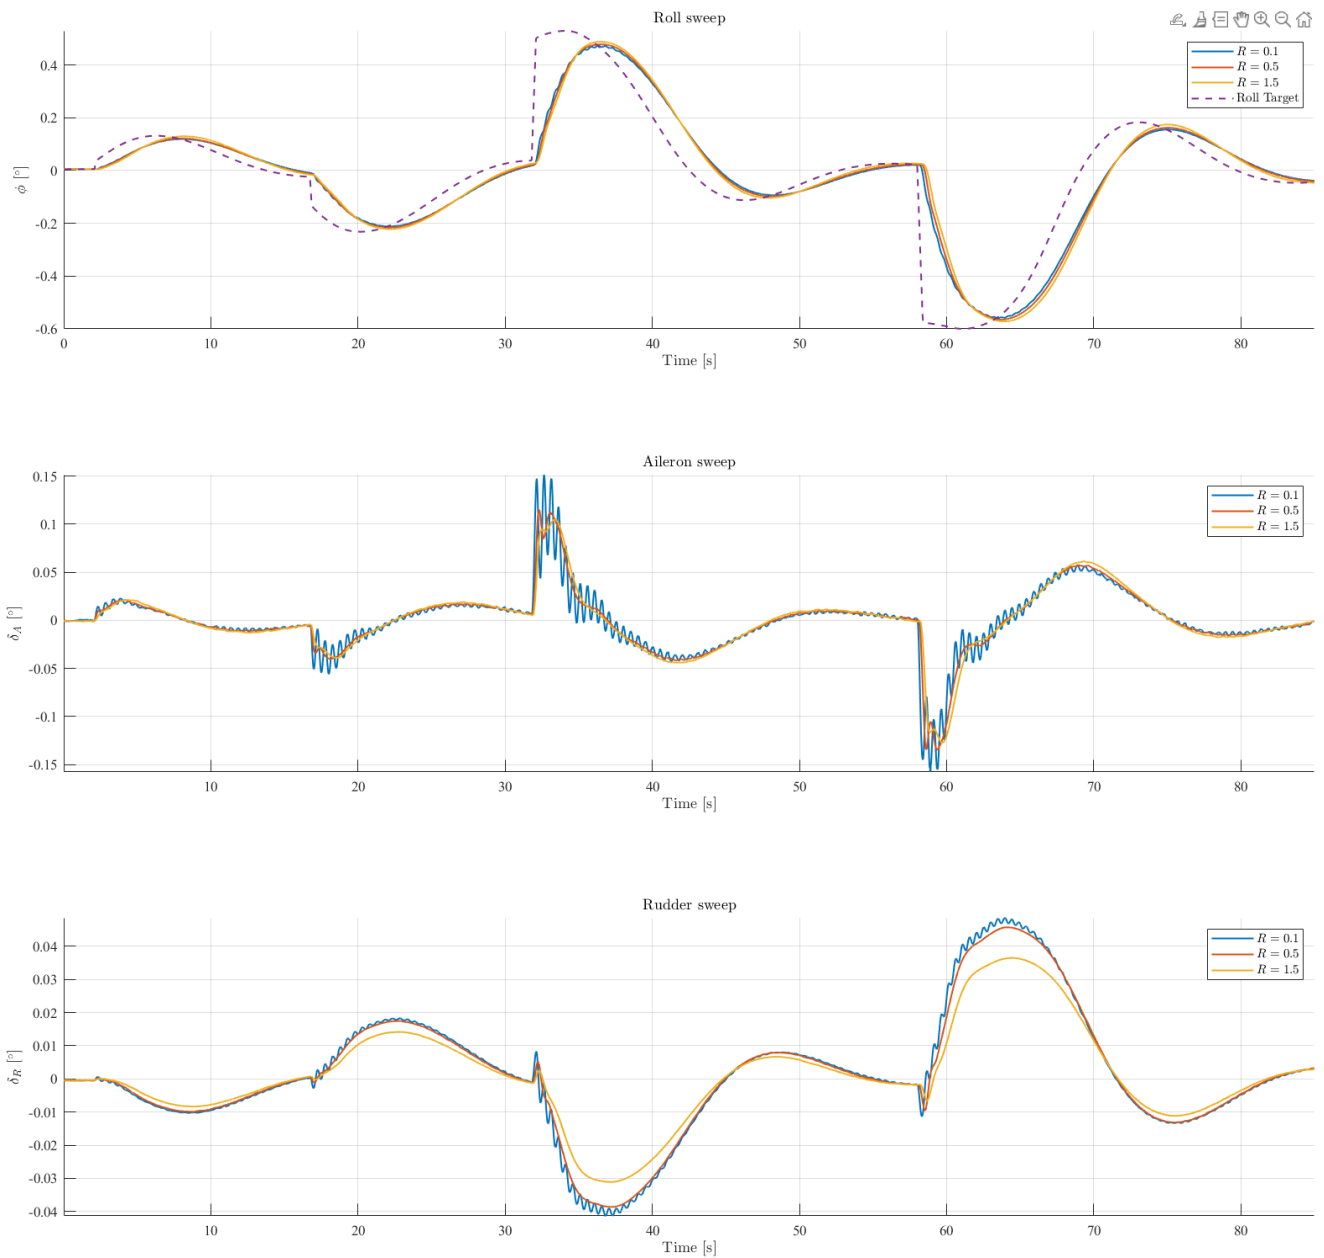 Roll sweep
R = 0.1
R = 0.5
R = 1.5
Roll Target
0.4
0.2
0
-0.2
-0.4
-0.6
ϕ [°]
0 10 20 30 40 50 60 70 80
Time [s]
Aileron sweep
R = 0.1
R = 0.5
R = 1.5
0.15
0.1
0.05
0
-0.05
-0.1
-0.15
δA [°]
10 20 30 40 50 60 70 80
Time [s]
Rudder sweep
R = 0.1
R = 0.5
R = 1.5
0.04
0.03
0.02
0.01
0
-0.01
-0.02
-0.03
-0.04
δR [°]
10 20 30 40 50 60 70 80
Time [s]